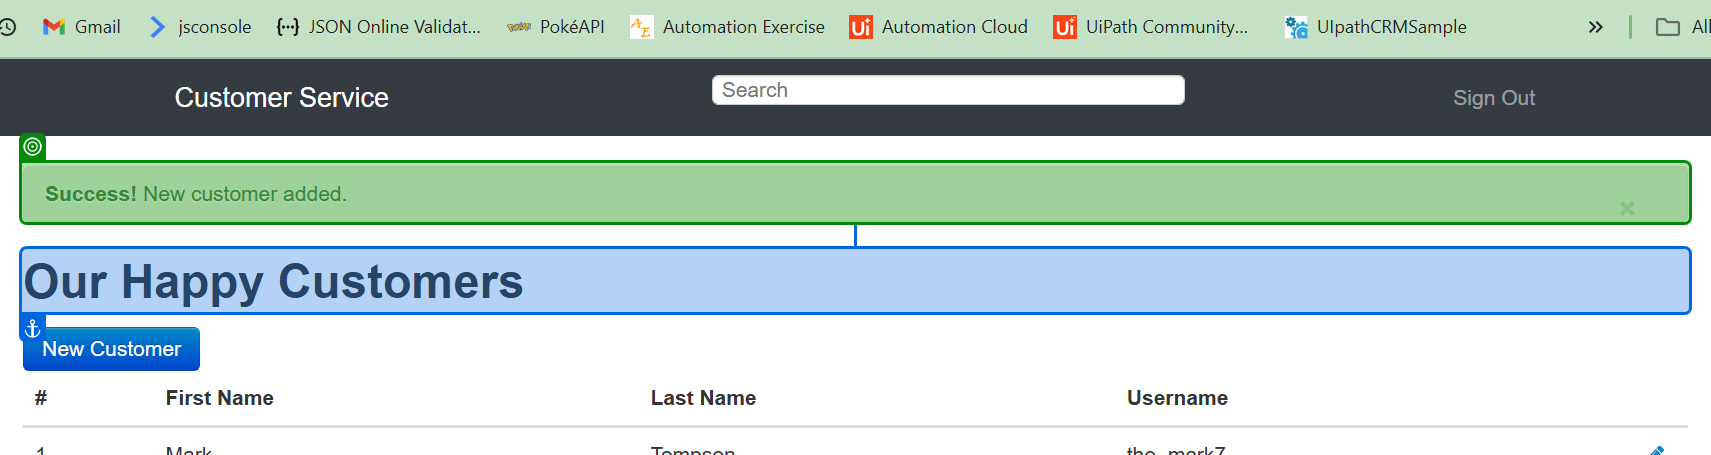 Gmail jsconsole JSON Online Validat... PokéAPI Automation Exercise Automation Cloud UiPath Community... UIpathCRMSample All
Customer Service Search Sign Out
Success! New customer added.
Our Happy Customers
New Customer
# First Name Last Name Username
1 Mark Tompson the_mark7